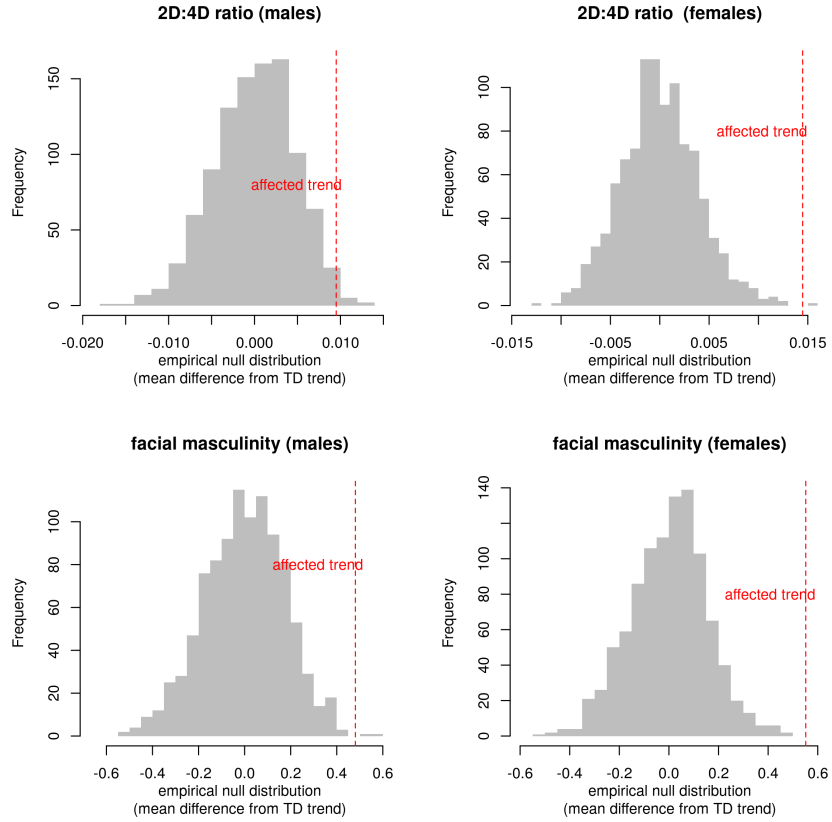 2D:4D ratio (males)
Frequency
150
100
50
0
affected trend
-0.020 -0.010 0.000 0.010
empirical null distribution
(mean difference from TD trend)
2D:4D ratio (females)
Frequency
100
80
60
40
20
0
affected trend
-0.015 -0.005 0.005 0.015
empirical null distribution
(mean difference from TD trend)
facial masculinity (males)
Frequency
100
80
60
40
20
0
affected trend
-0.6 -0.4 -0.2 0.0 0.2 0.4 0.6
empirical null distribution
(mean difference from TD trend)
facial masculinity (females)
Frequency
140
100
80
60
40
20
0
affected trend
-0.6 -0.4 -0.2 0.0 0.2 0.4 0.6
empirical null distribution
(mean difference from TD trend)